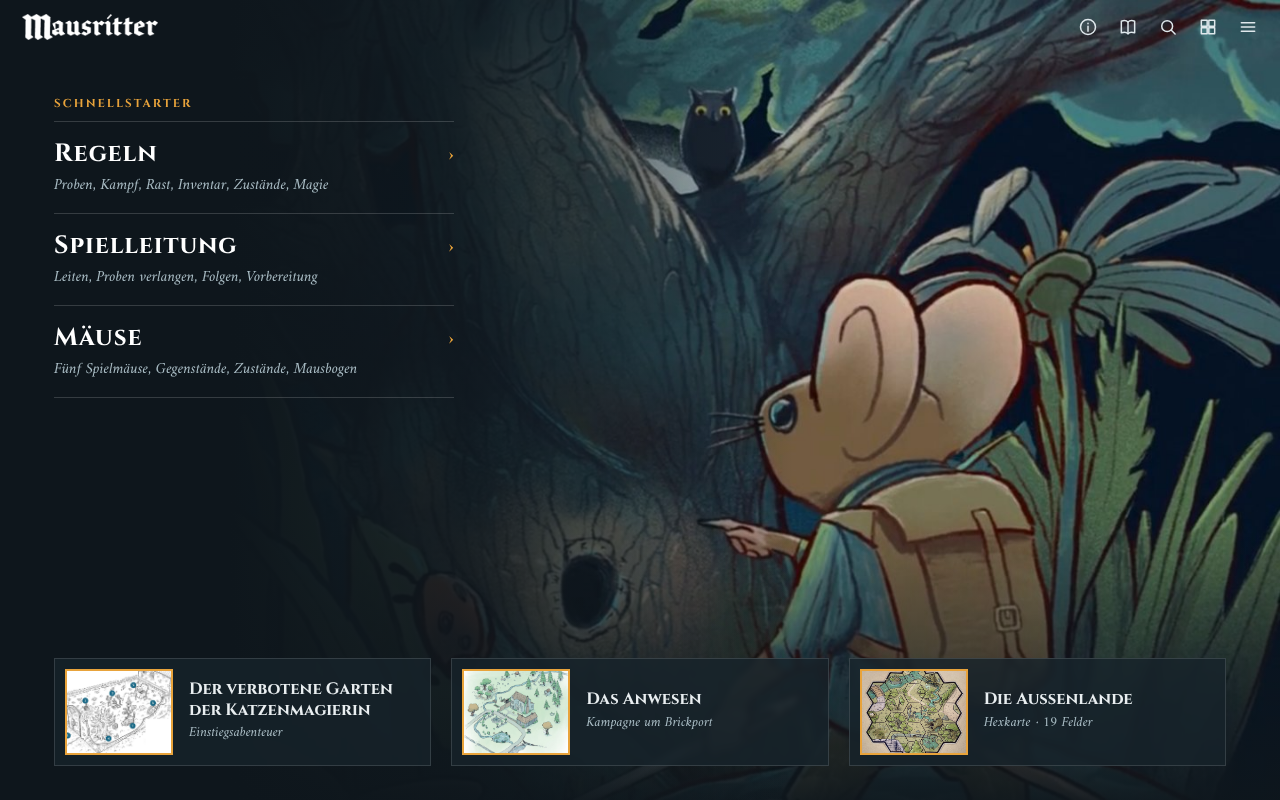 Mausritter
SCHNELLSTARTER
Regeln
Proben, Kampf, Rast, Inventar, Zustände, Magie
Spielleitung
Leiten, Proben verlangen, Folgen, Vorbereitung
Mäuse
Fünf Spielmäuse, Gegenstände, Zustände, Mausbogen
Der verbotene Garten
der Katzenmagierin
Einstiegsabenteuer
Das Anwesen
Kampagne um Brickport
Die Aussenlande
Hexkarte · 19 Felder